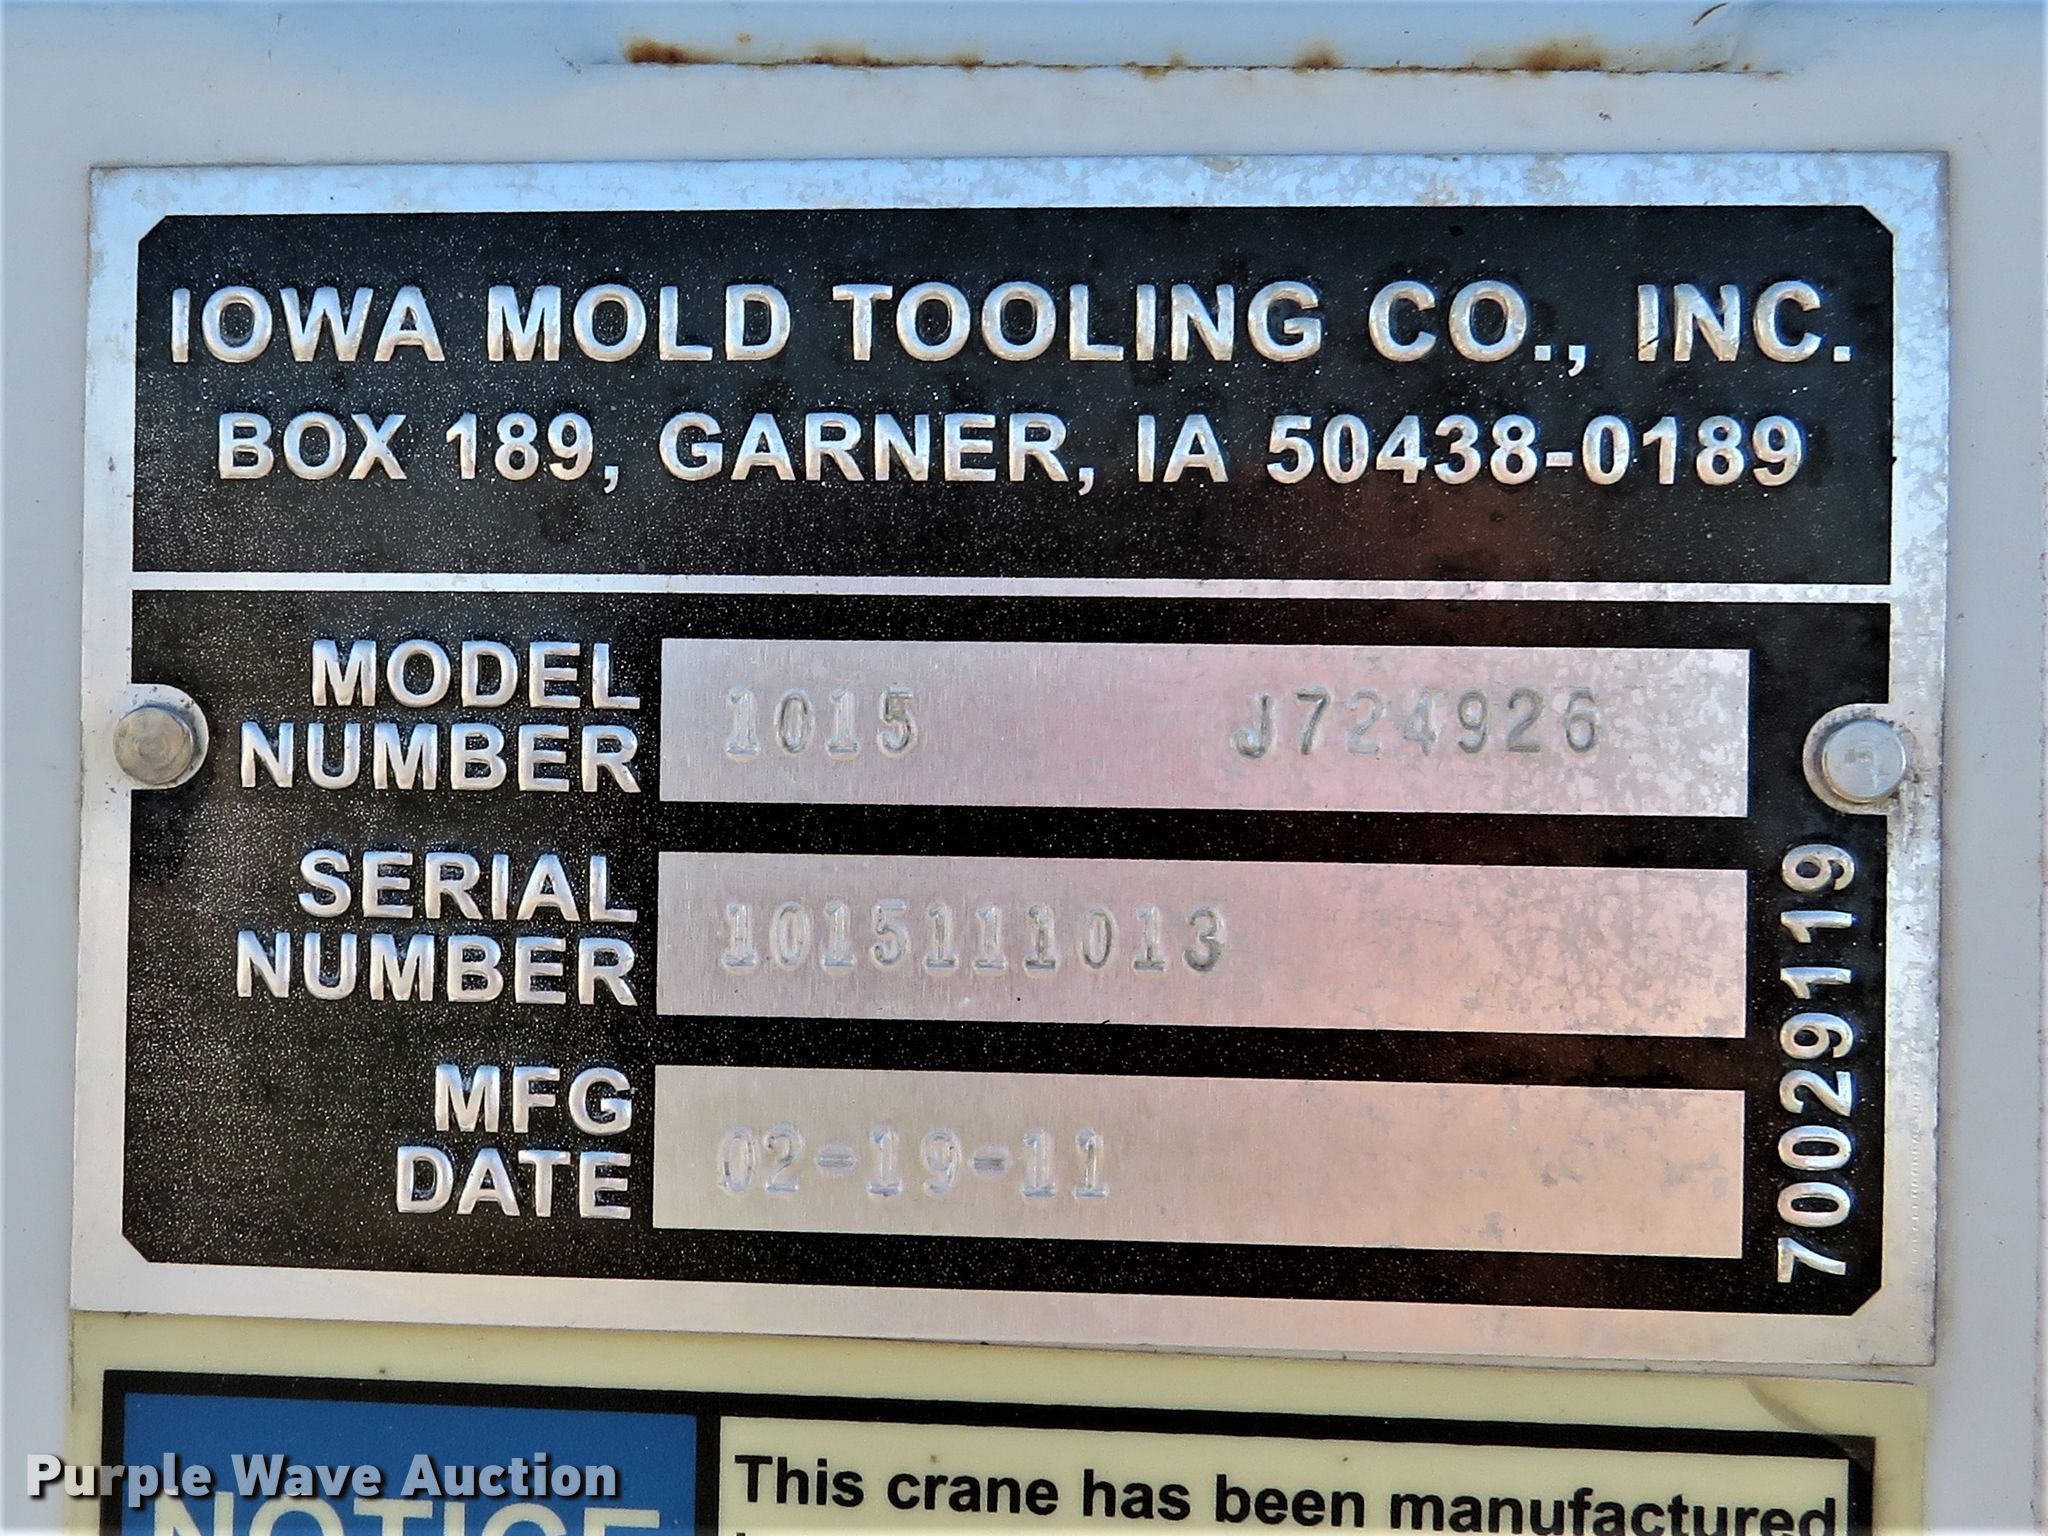 IOWA MOLD TOOLING CO., INC.
BOX 189, GARNER, IA 50438-0189
MODEL NUMBER 1015 J724926
SERIAL NUMBER 1015111013
MFG DATE 02-19-11
70029119
NOTICE
This crane has been manufactured
Purple Wave Auction